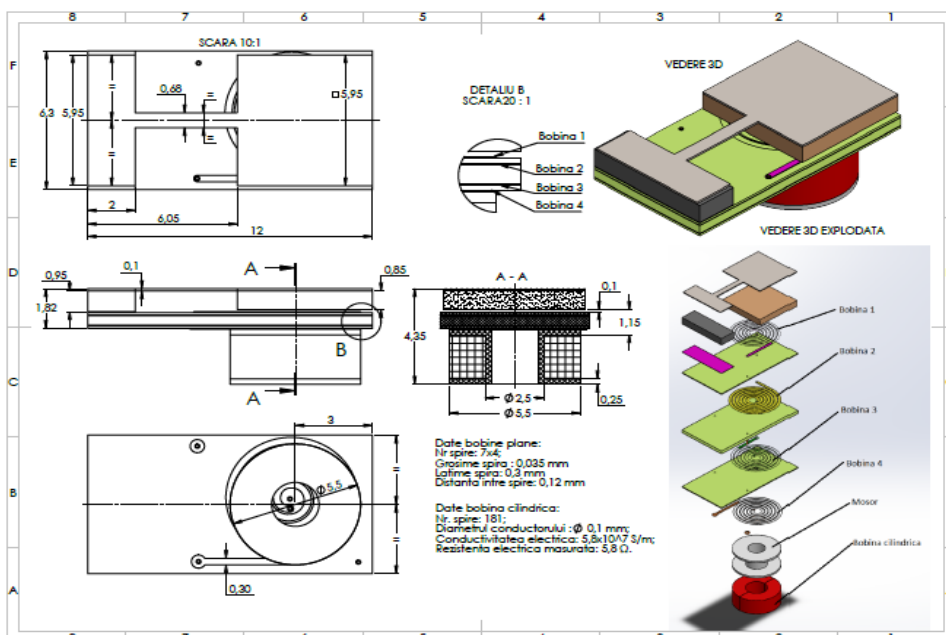 8 7 6 5 4 3 2 1
F
E
D
C
B
A
SCARA 10:1
6,3
5,95
0,68
=
=
=
=
□5,95
2
6,05
12
DETALIU B
SCARA20 : 1
Bobina 1
Bobina 2
Bobina 3
Bobina 4
VEDERE 3D
VEDERE 3D EXPLODATA
0,95
0,1
1,82
A
A
0,85
B
A - A
0,1
1,15
4,35
0,25
Ø 2,5
Ø 5,5
3
Ø 5,5
=
=
0,30
Date bobine plane:
Nr spire: 7x4;
Grosime spira : 0,035 mm
Latime spira: 0,3 mm
Distanta intre spire: 0,12 mm
Date bobina cilindrica:
Nr. spire: 181;
Diametrul conductorului : Ø 0,1 mm;
Conductivitatea electrica: 5,8x10^7 S/m;
Rezistenta electrica masurata: 5,8 Ω.
Bobina 1
Bobina 2
Bobina 3
Bobina 4
Mosor
Bobina cilindrica